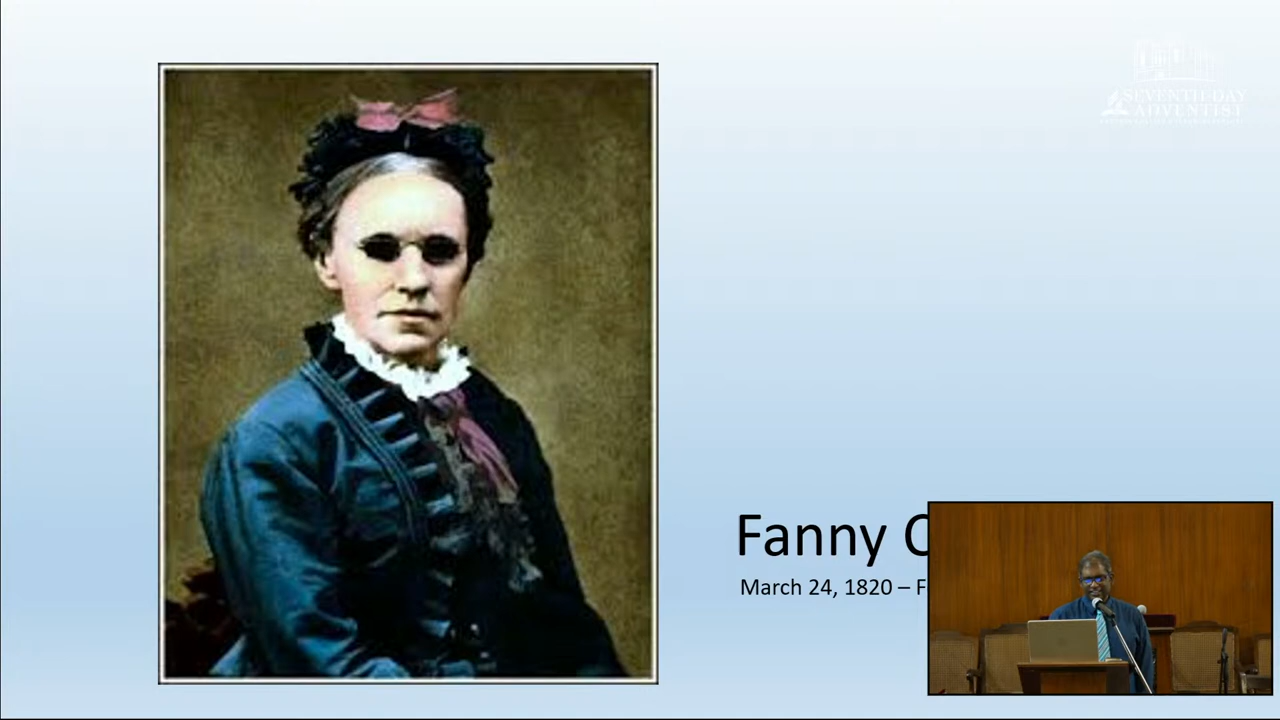 SEVENTH-DAY
ADVENTIST
Fanny C
March 24, 1820 – F